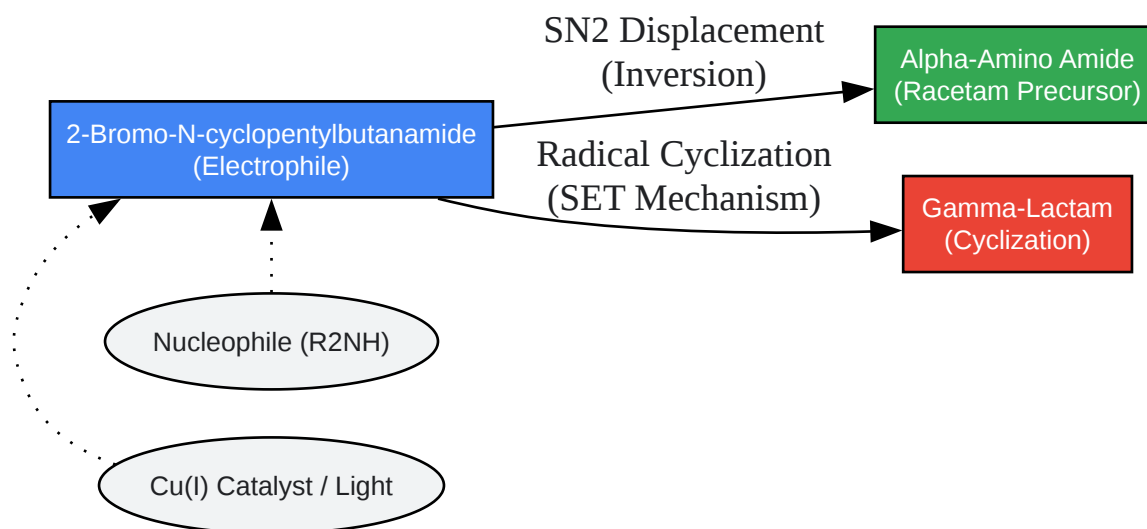 SN2 Displacement
(Inversion)
Alpha-Amino Amide
(Racetam Precursor)
2-Bromo-N-cyclopentylbutanamide
(Electrophile)
Radical Cyclization
(SET Mechanism)
Gamma-Lactam
(Cyclization)
Nucleophile (R2NH)
Cu(I) Catalyst / Light